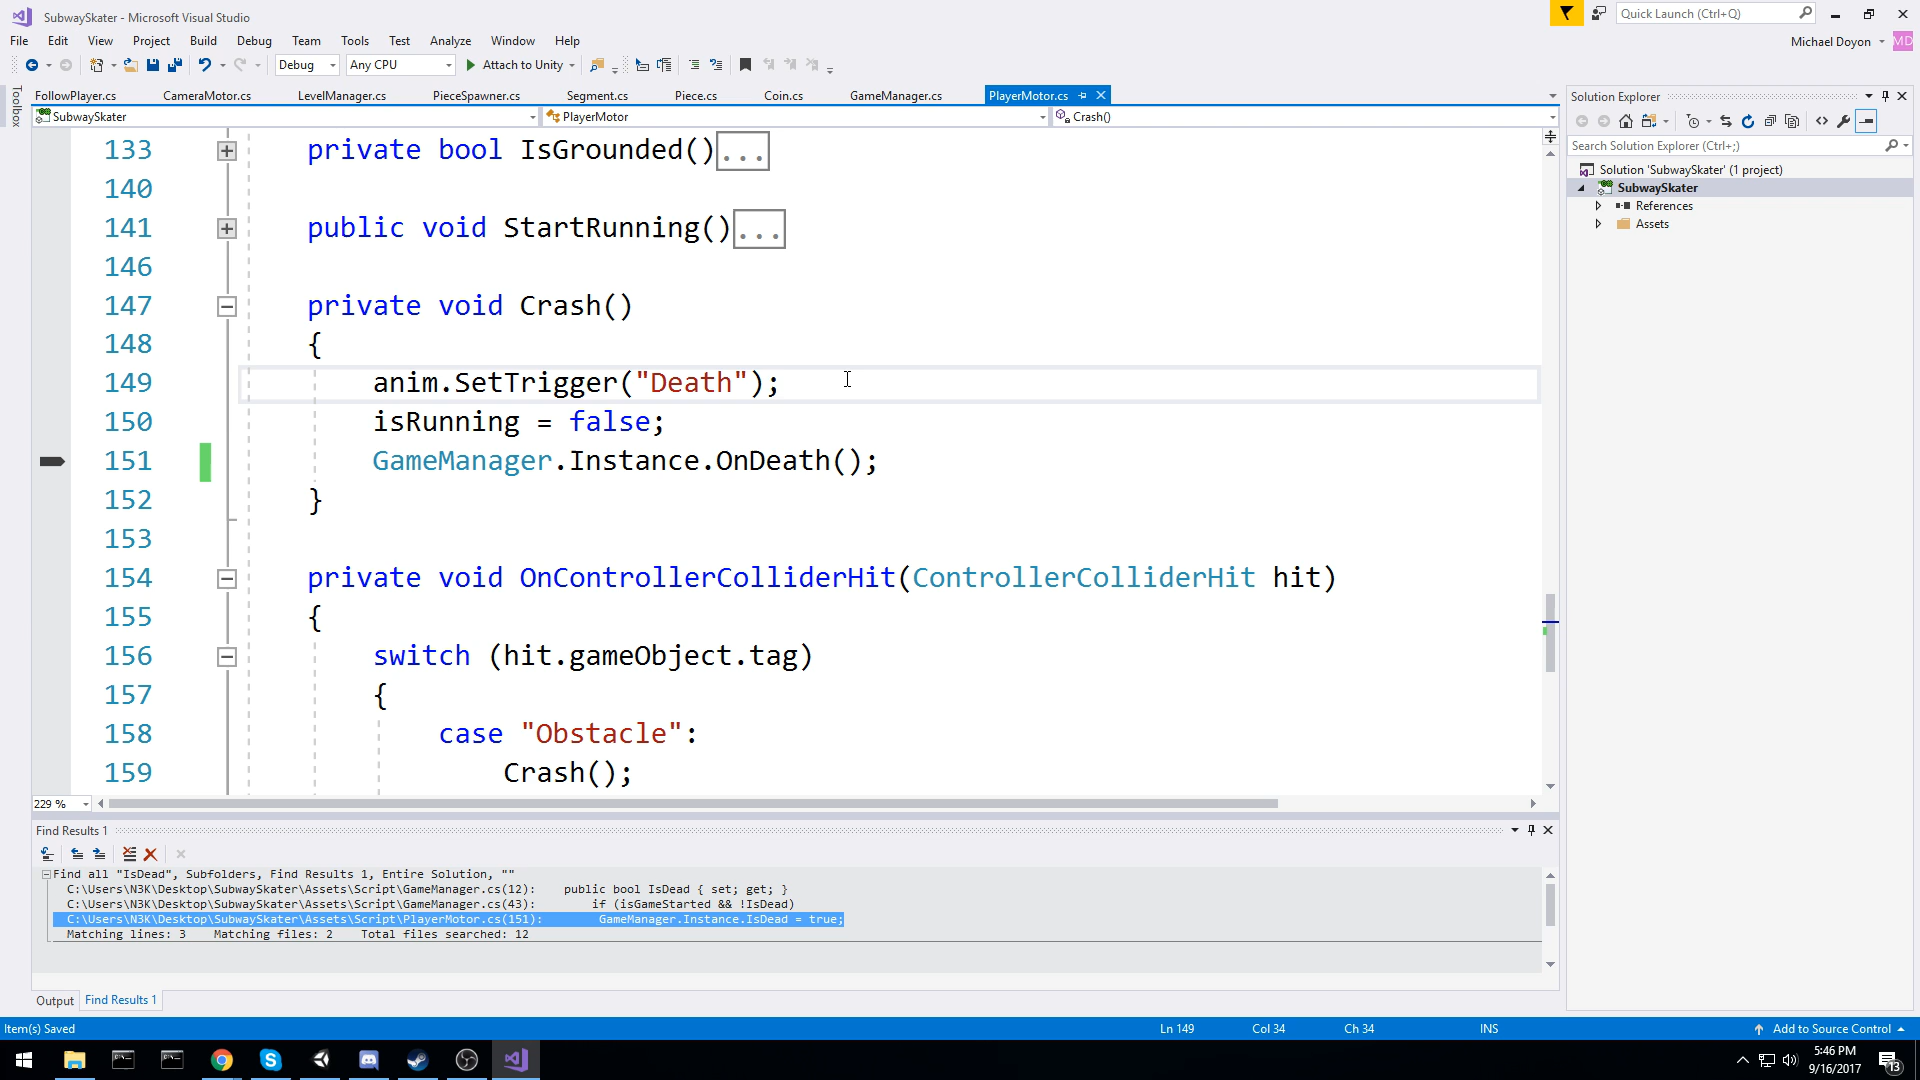 SubwaySkater - Microsoft Visual Studio
Quick Launch (Ctrl+Q)
File Edit View Project Build Debug Team Tools Test Analyze Window Help
Michael Doyon MD
Debug Any CPU Attach to Unity
Toolbox
FollowPlayer.cs CameraMotor.cs LevelManager.cs PieceSpawner.cs Segment.cs Piece.cs Coin.cs GameManager.cs PlayerMotor.cs
SubwaySkater PlayerMotor Crash()
133 private bool IsGrounded()...
140
141 public void StartRunning()...
146
147 private void Crash()
148 {
149 anim.SetTrigger("Death");
150 isRunning = false;
151 GameManager.Instance.OnDeath();
152 }
153
154 private void OnControllerColliderHit(ControllerColliderHit hit)
155 {
156 switch (hit.gameObject.tag)
157 {
158 case "Obstacle":
159 Crash();
229 %
Solution Explorer
Search Solution Explorer (Ctrl+;)
Solution 'SubwaySkater' (1 project)
SubwaySkater
References
Assets
Find Results 1
Find all "IsDead", Subfolders, Find Results 1, Entire Solution, ""
C:\Users\N3K\Desktop\SubwaySkater\Assets\Script\GameManager.cs(12): public bool IsDead { set; get; }
C:\Users\N3K\Desktop\SubwaySkater\Assets\Script\GameManager.cs(43): if (isGameStarted && !IsDead)
C:\Users\N3K\Desktop\SubwaySkater\Assets\Script\PlayerMotor.cs(151): GameManager.Instance.IsDead = true;
Matching lines: 3 Matching files: 2 Total files searched: 12
Output Find Results 1
Item(s) Saved Ln 149 Col 34 Ch 34 INS Add to Source Control
5:46 PM
9/16/2017
13